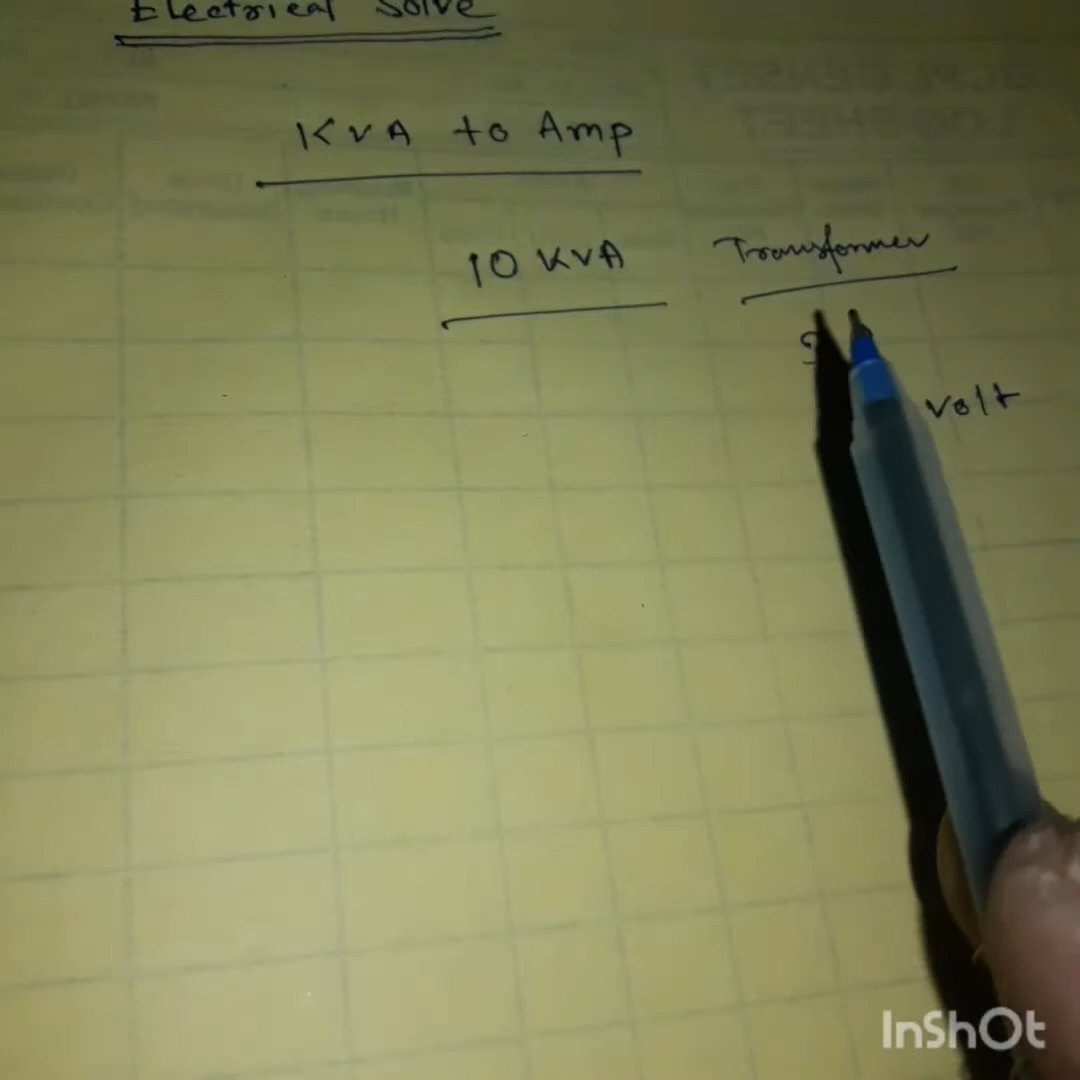 Electrical Solve
KVA to Amp
10 KVA Transformer
Volt
InShOt